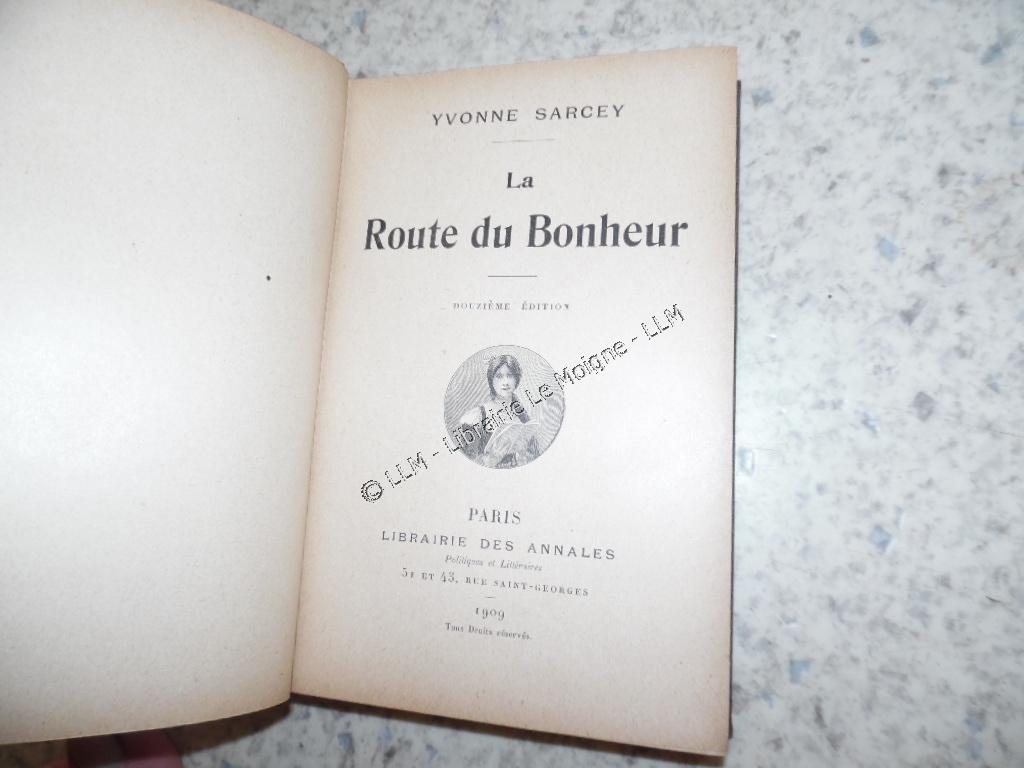 YVONNE SARCEY
La
Route du Bonheur
DOUZIÈME ÉDITION
© LLM - Librairie Le Moigne - LLM
PARIS
LIBRAIRIE DES ANNALES
Politiques et Littéraires
51 ET 43, RUE SAINT-GEORGES
1909
Tous Droits réservés.